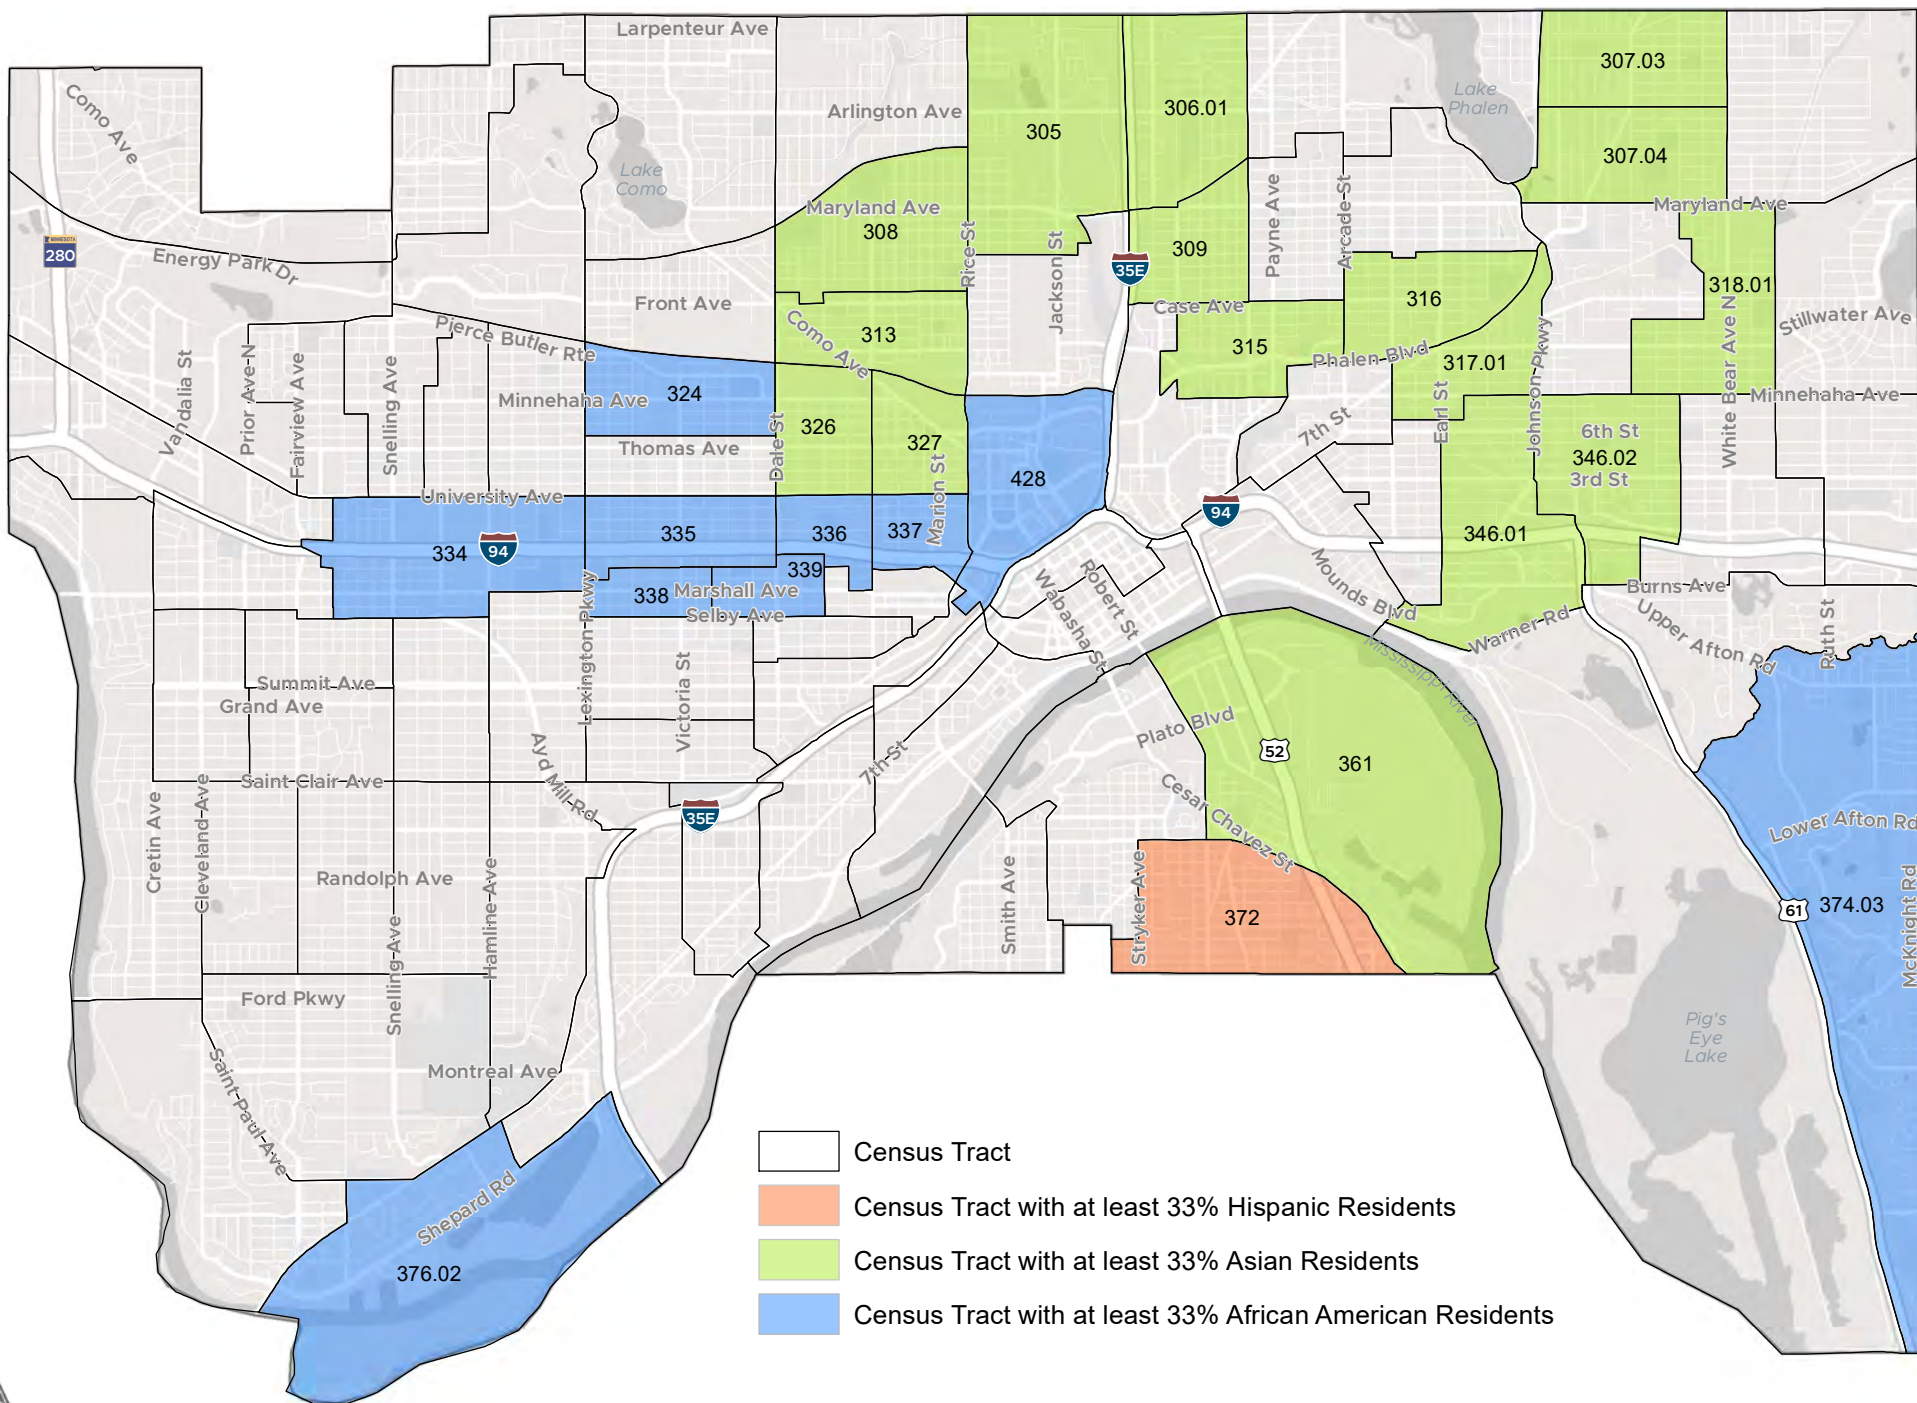 Larpenteur Ave
Como Ave
Arlington Ave
Lake
Como
305
306.01
Lake
Phalen
307.03
307.04
Maryland Ave
308
Rice St
Jackson St
309
Payne Ave
Arcade St
Maryland Ave
MINNESOTA
280
Energy Park Dr
35E
Front Ave
Case Ave
316
318.01
Stillwater Ave
Pierce Butler Rte
Como Ave
313
315
Phalen Blvd
317.01
Johnson Pkwy
White Bear Ave N
Vandalia St
Prior Ave N
Fairview Ave
Snelling Ave
Minnehaha Ave
324
Minnehaha Ave
Thomas Ave
Dale St
326
327
Marion St
428
7th St
Earl St
6th St
346.02
3rd St
University Ave
94
334
94
335
336
337
346.01
339
338
Marshall Ave
Selby Ave
Lexington Pkwy
Wabasha St
Robert St
Mounds Blvd
Warner Rd
Burns Ave
Upper Afton Rd
Ruth St
Mississippi River
Summit Ave
Grand Ave
Victoria St
Plato Blvd
52
361
Saint Clair Ave
Ayd Mill Rd
7th St
35E
Cesar Chavez St
Lower Afton Rd
Cretin Ave
Cleveland Ave
Randolph Ave
Hamline Ave
Smith Ave
Stryker Ave
372
61
374.03
McKnight Rd
Ford Pkwy
Snelling Ave
Pig's
Eye
Lake
Saint Paul Ave
Montreal Ave
Shepard Rd
376.02
Census Tract
Census Tract with at least 33% Hispanic Residents
Census Tract with at least 33% Asian Residents
Census Tract with at least 33% African American Residents